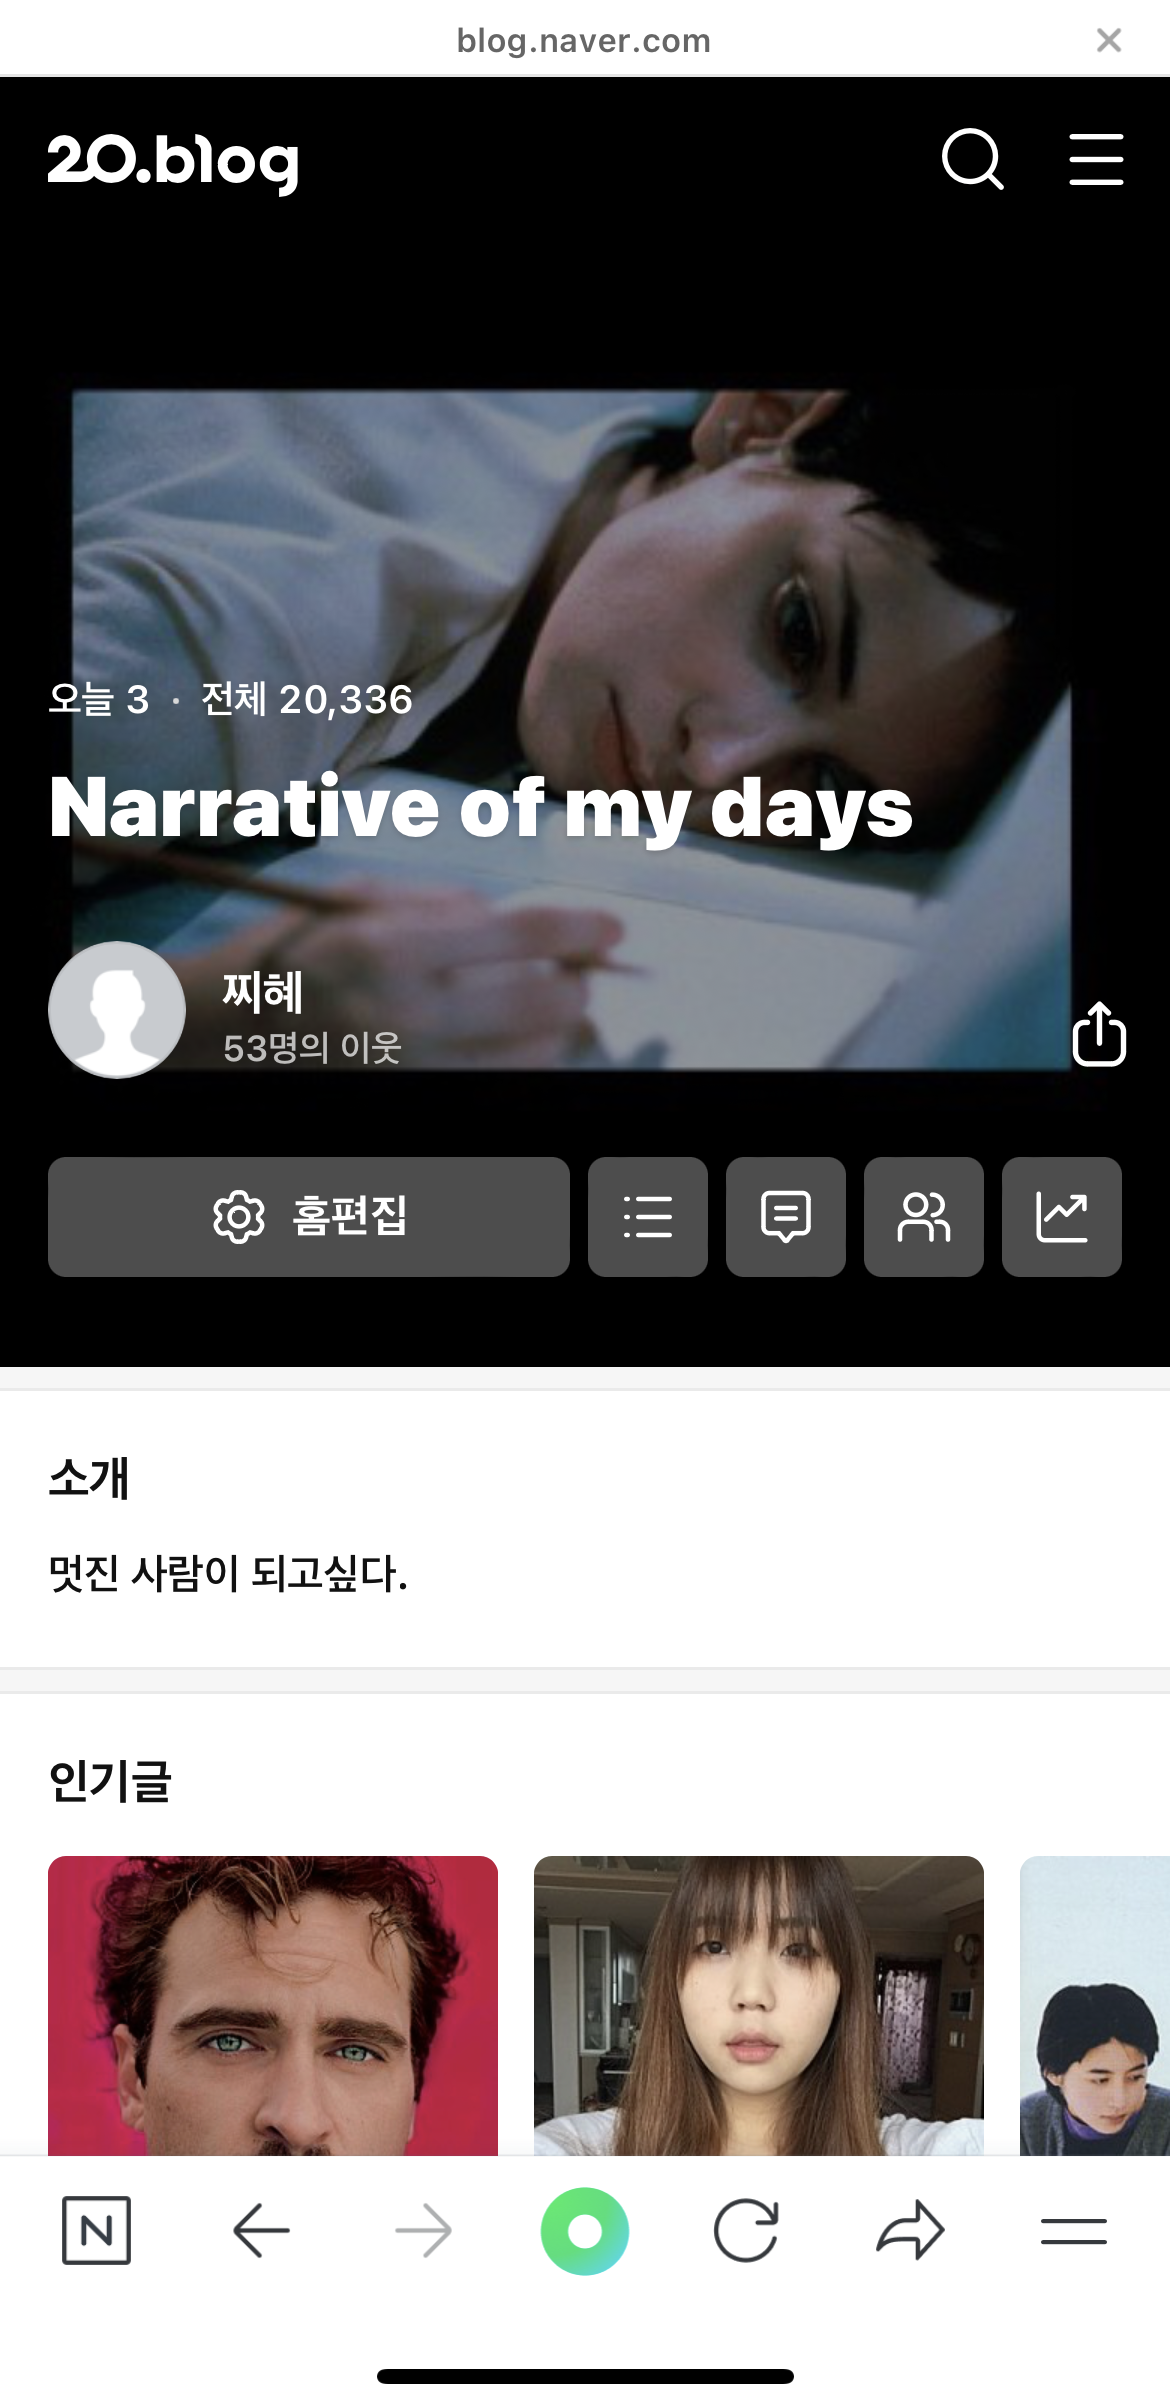 blog.naver.com
20.blog
오늘 3 · 전체 20,336
Narrative of my days
찌혜
53명의 이웃
홈편집
소개
멋진 사람이 되고싶다.
인기글
N